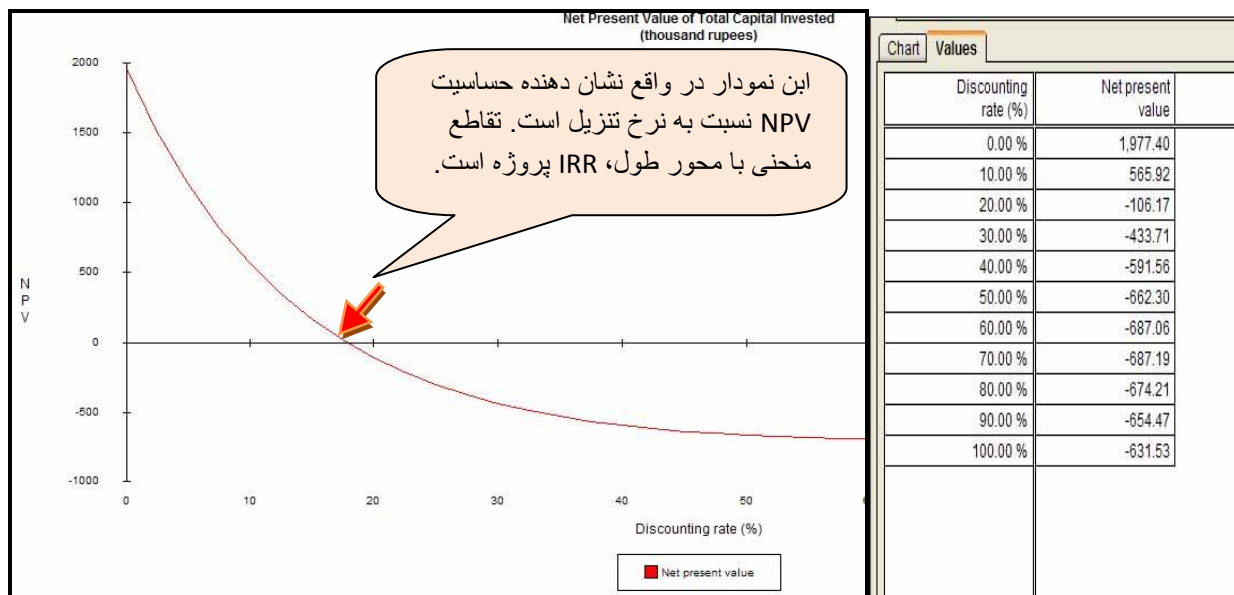 Net Present Value of Total Capital Invested
(thousand rupees)
ابن نمودار در واقع نشان دهنده حساسیت
NPV نسبت به نرخ تنزیل است. تقاطع
منحنی با محور طول، IRR پروژه است.
2000
1500
1000
500
0
-500
-1000
N
P
V
0 10 20 30 40 50
Discounting rate (%)
Net present value
Chart Values
Discounting Net present
rate (%) value
0.00 % 1,977.40
10.00 % 565.92
20.00 % -106.17
30.00 % -433.71
40.00 % -591.56
50.00 % -662.30
60.00 % -687.06
70.00 % -687.19
80.00 % -674.21
90.00 % -654.47
100.00 % -631.53